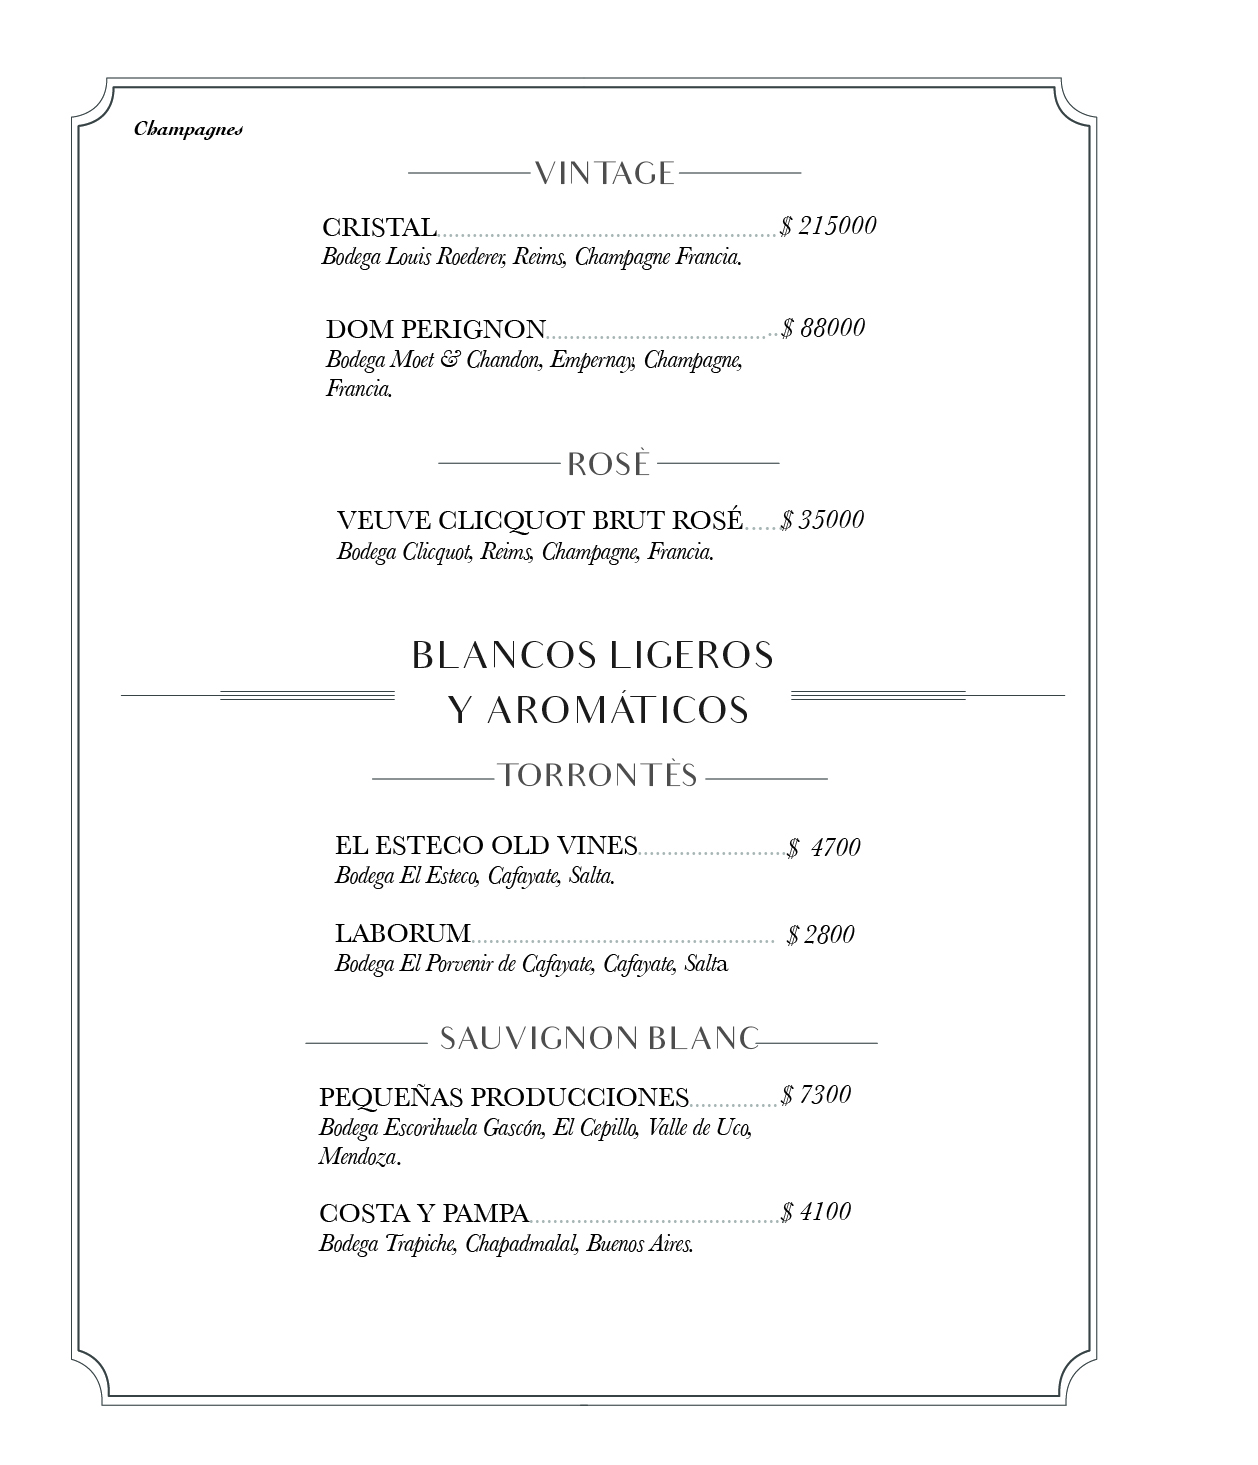 Champagnes
VINTAGE
CRISTAL........................................................$ 215000
Bodega Louis Roederer, Reims, Champagne Francia.
DOM PERIGNON.......................................$ 88000
Bodega Moet & Chandon, Empernay, Champagne,
Francia.
ROSÈ
VEUVE CLICQUOT BRUT ROSÉ.....$ 35000
Bodega Clicquot, Reims, Champagne, Francia.
BLANCOS LIGEROS
Y AROMÁTICOS
TORRONTÈS
EL ESTECO OLD VINES.........................$ 4700
Bodega El Esteco, Cafayate, Salta.
LABORUM................................................... $ 2800
Bodega El Porvenir de Cafayate, Cafayate, Salta
SAUVIGNON BLANC
PEQUEÑAS PRODUCCIONES...............$ 7300
Bodega Escorihuela Gascón, El Cepillo, Valle de Uco,
Mendoza.
COSTA Y PAMPA..........................................$ 4100
Bodega Trapiche, Chapadmalal, Buenos Aires.